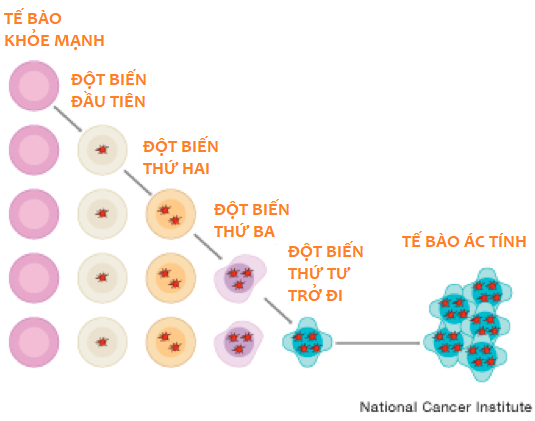 TẾ BÀO
KHỎE MẠNH
ĐỘT BIẾN
ĐẦU TIÊN
ĐỘT BIẾN
THỨ HAI
ĐỘT BIẾN
THỨ BA
ĐỘT BIẾN
THỨ TƯ
TRỞ ĐI
TẾ BÀO ÁC TÍNH
National Cancer Institute